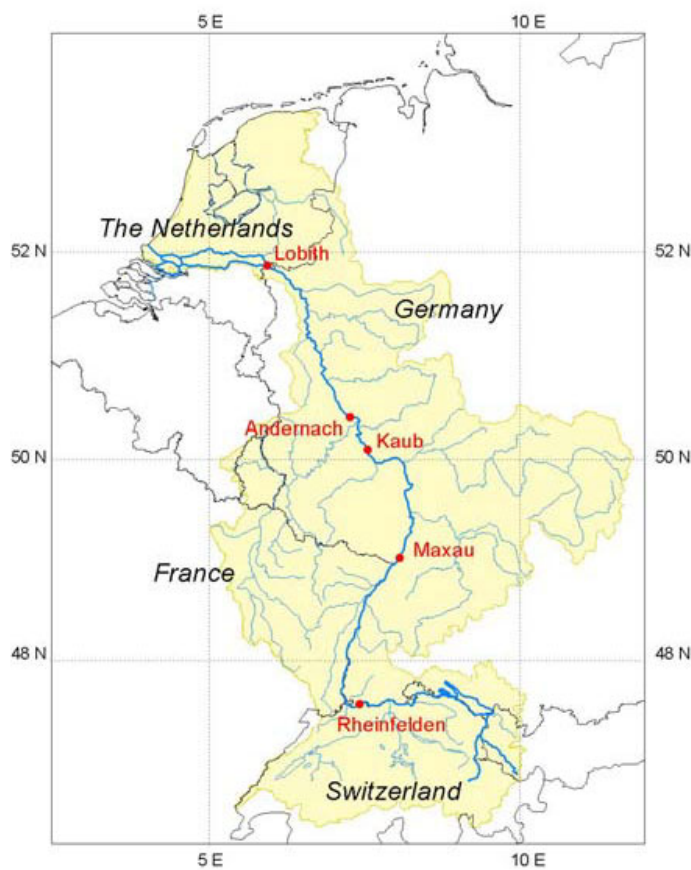 5 E 10 E
The Netherlands
52 N 52 N
Lobith
Germany
Andernach
Kaub
50 N 50 N
Maxau
France
48 N 48 N
Rheinfelden
Switzerland
5 E 10 E